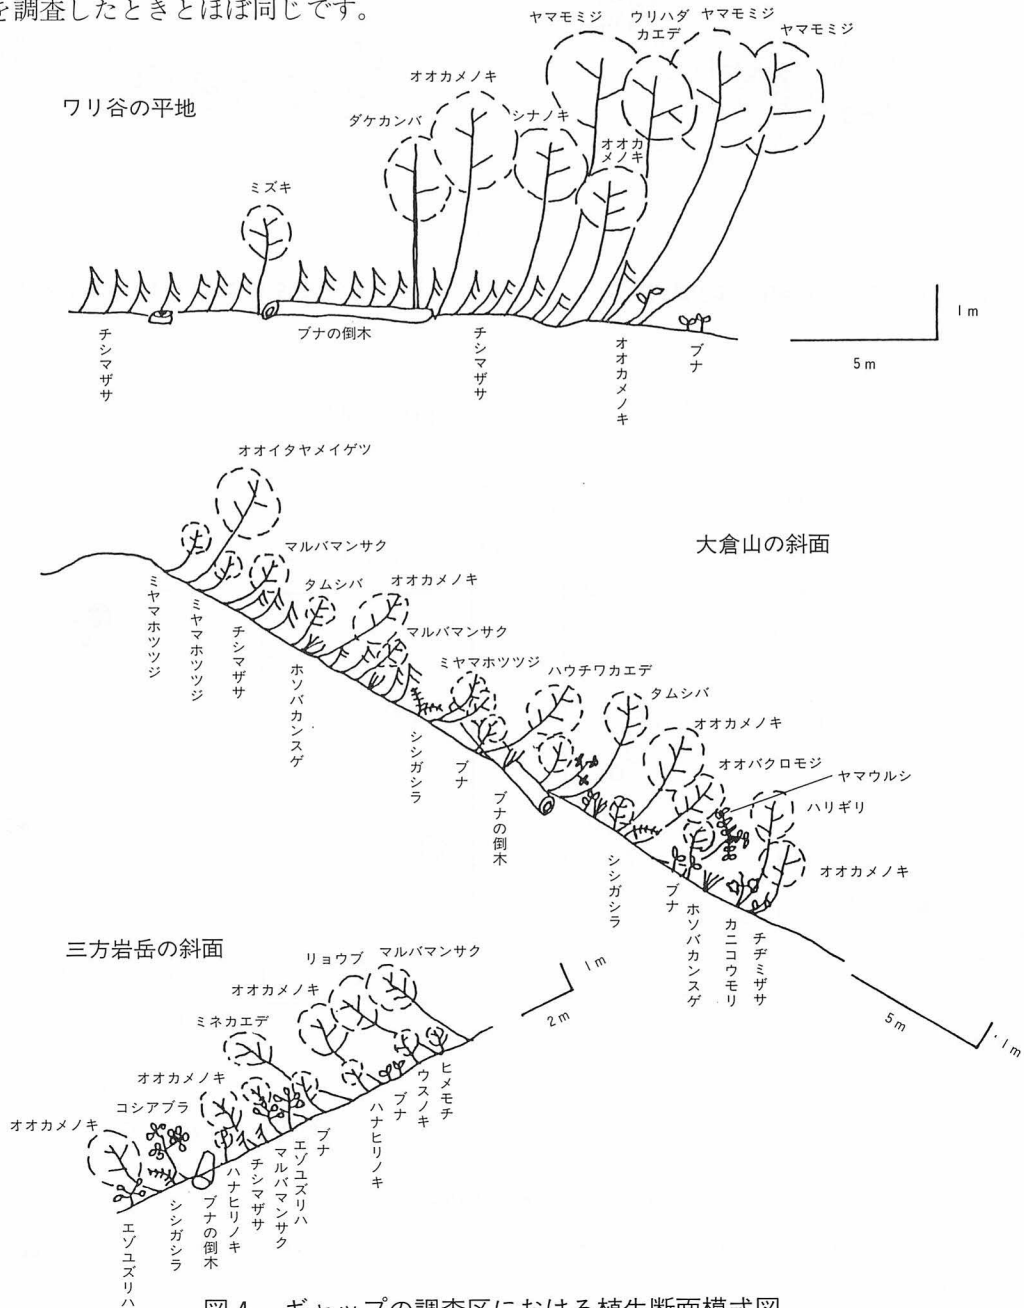 を調査したときとほぼ同じです。
ワリ谷の平地
ヤマモミジ
ウリハダ
カエデ
ヤマモミジ
ヤマモミジ
オオカメノキ
ダケカンバ
シナノキ
オオカ
メノキ
ミズキ
チシマザサ
ブナの倒木
チシマザサ
オオカメノキ
ブナ
1m
5m
大倉山の斜面
オオイタヤメイゲツ
マルバマンサク
タムシバ
オオカメノキ
マルバマンサク
ミヤマホツツジ
ハウチワカエデ
タムシバ
オオカメノキ
オオバクロモジ
ヤマウルシ
ハリギリ
オオカメノキ
ミヤマホツツジ
ミヤマホツツジ
チシマザサ
ホソバカンスゲ
シシガシラ
ブナ
ブナの倒木
シシガシラ
ブナ
ホソバカンスゲ
カニコウモリ
チヂミザサ
5m
1m
三方岩岳の斜面
リョウブ
マルバマンサク
オオカメノキ
ミネカエデ
オオカメノキ
コシアブラ
オオカメノキ
1m
2m
エゾユズリハ
シシガシラ
ブナの倒木
ハナヒリノキ
チシマザサ
マルバマンサク
エゾユズリハ
ブナ
ハナヒリノキ
ブナ
ウスノキ
ヒメモチ
図4 ギャップの調査区における植生断面模式図